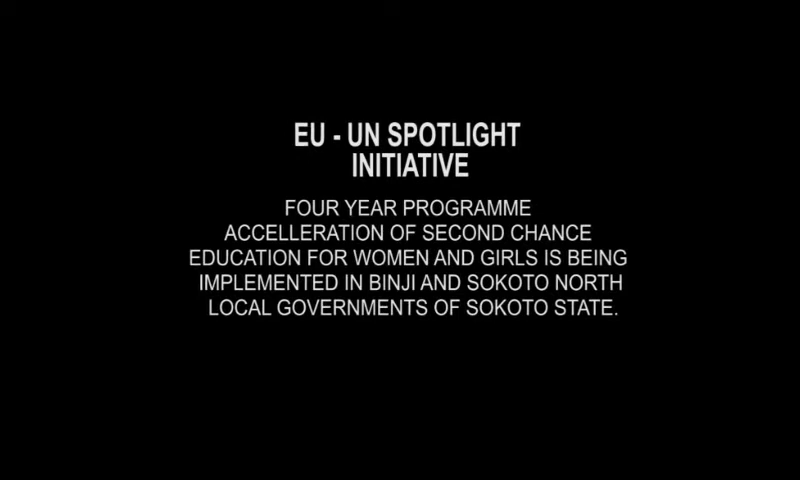 EU - UN SPOTLIGHT
INITIATIVE
FOUR YEAR PROGRAMME
ACCELLERATION OF SECOND CHANCE
EDUCATION FOR WOMEN AND GIRLS IS BEING
IMPLEMENTED IN BINJI AND SOKOTO NORTH
LOCAL GOVERNMENTS OF SOKOTO STATE.